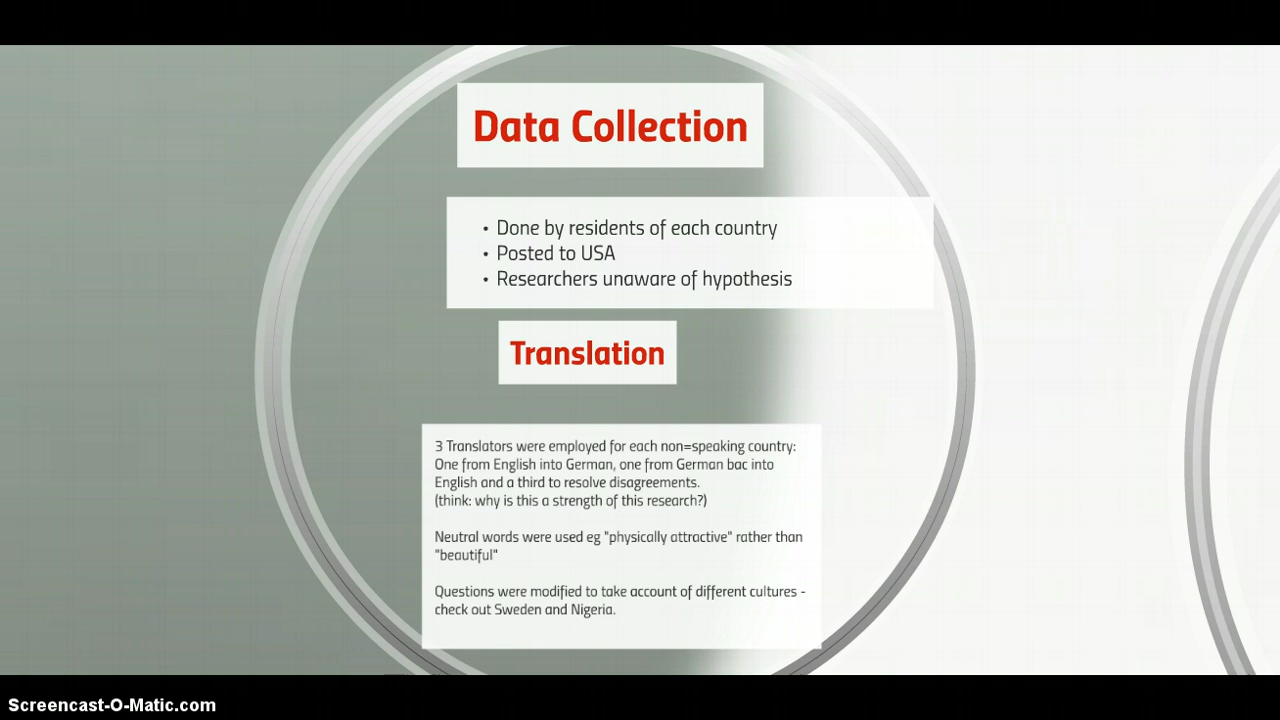 Data Collection
• Done by residents of each country
• Posted to USA
• Researchers unaware of hypothesis
Translation
3 Translators were employed for each non=speaking country:
One from English into German, one from German bac into
English and a third to resolve disagreements.
(think: why is this a strength of this research?)
Neutral words were used eg "physically attractive" rather than
"beautiful"
Questions were modified to take account of different cultures -
check out Sweden and Nigeria.
Screencast-O-Matic.com